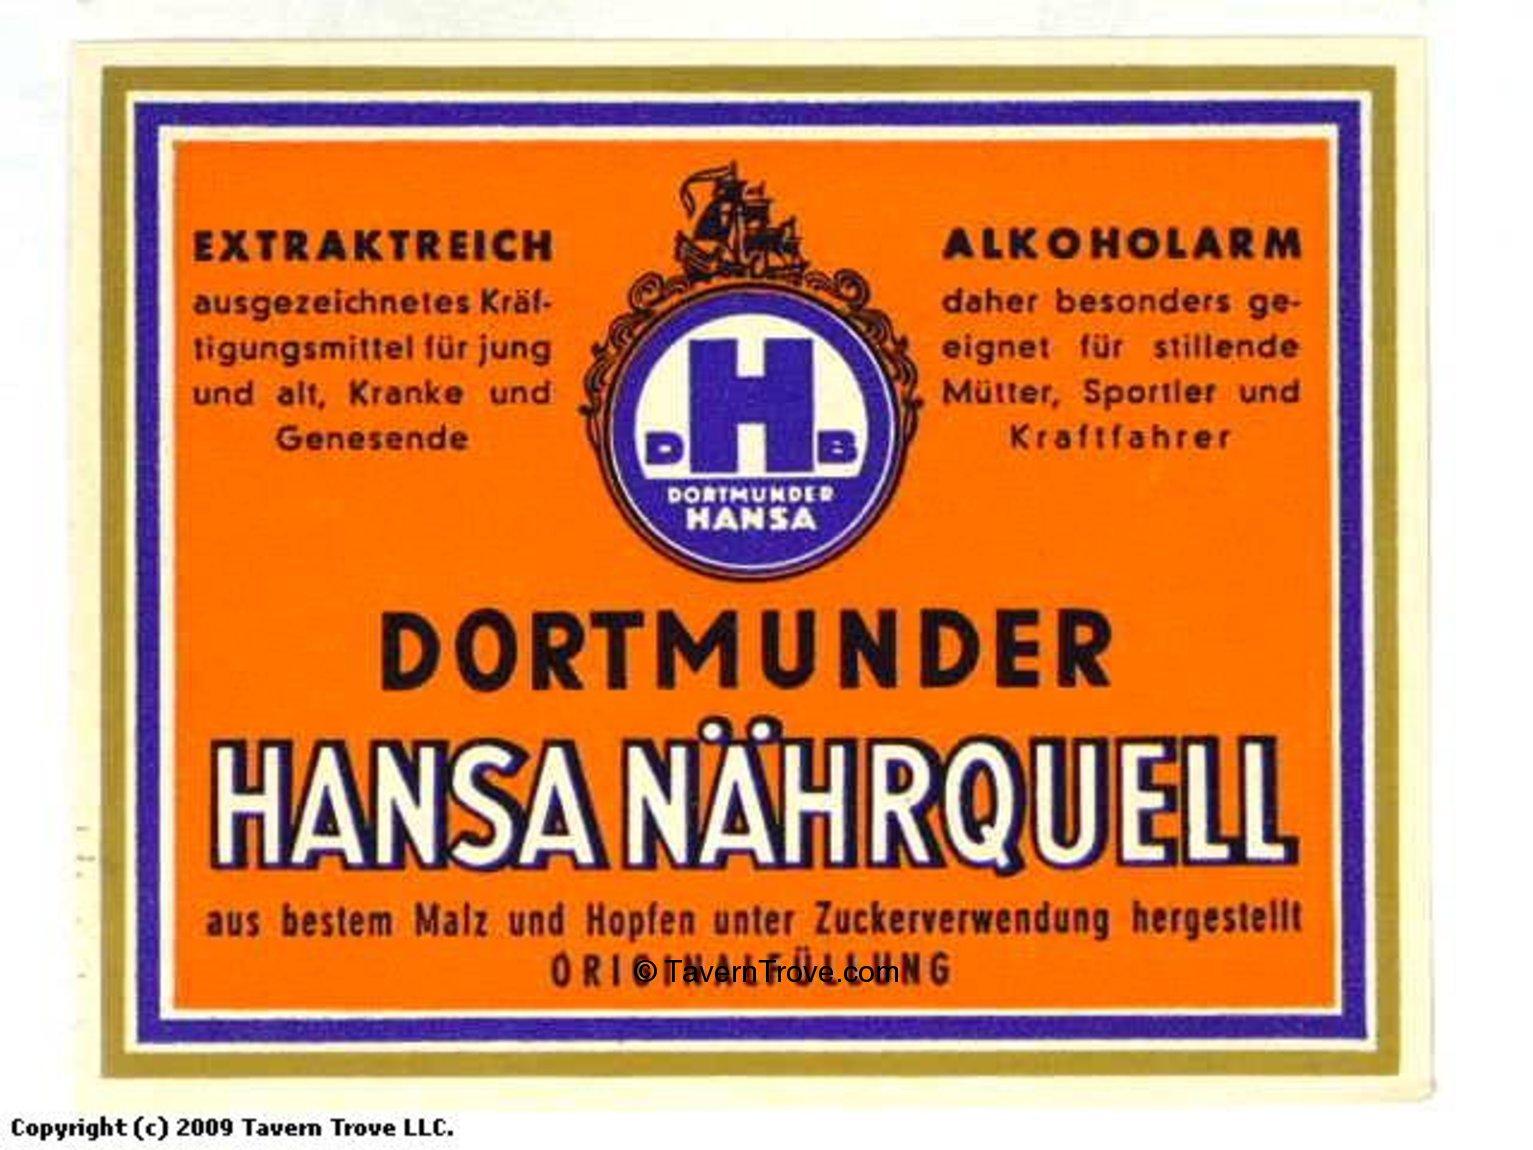 EXTRAKTREICH
ausgezeichnetes Kräf-
tigungsmittel für jung
und alt, Kranke und
Genesende
ALKOHOLARM
daher besonders ge-
eignet für stillende
Mütter, Sportler und
Kraftfahrer
D H B
DORTMUNDER
HANSA
DORTMUNDER
HANSA NÄHRQUELL
aus bestem Malz und Hopfen unter Zuckerverwendung hergestellt
ORIGINALFÜLLUNG
© TavernTrove.com
Copyright (c) 2009 Tavern Trove LLC.